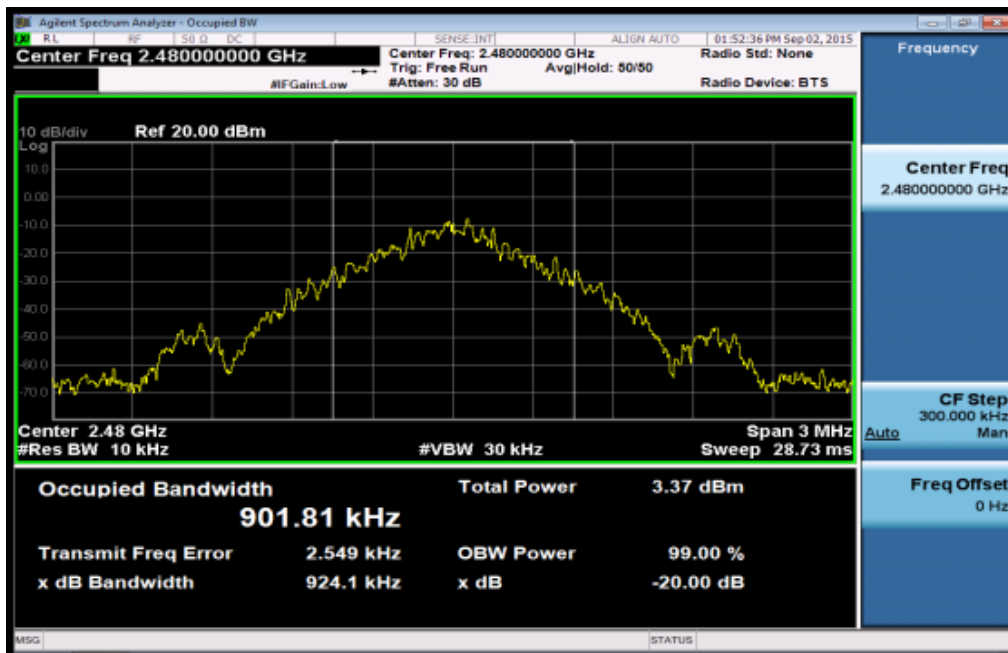 Agilent Spectrum Analyzer - Occupied BW
RL RF 50 Ω DC SENSE:INT ALIGN AUTO 01:52:36 PM Sep 02, 2015
Center Freq 2.480000000 GHz
Center Freq: 2.480000000 GHz
Radio Std: None
Trig: Free Run Avg|Hold: 50/50
#IFGain:Low
#Atten: 30 dB
Radio Device: BTS
10 dB/div Ref 20.00 dBm
Log
10.0
0.00
-10.0
-20.0
-30.0
-40.0
-50.0
-60.0
-70.0
Center 2.48 GHz Span 3 MHz
#Res BW 10 kHz #VBW 30 kHz Sweep 28.73 ms
Occupied Bandwidth Total Power 3.37 dBm
901.81 kHz
Transmit Freq Error 2.549 kHz OBW Power 99.00 %
x dB Bandwidth 924.1 kHz x dB -20.00 dB
MSG STATUS
Frequency
Center Freq
2.480000000 GHz
CF Step
300.000 kHz
Auto Man
Freq Offset
0 Hz